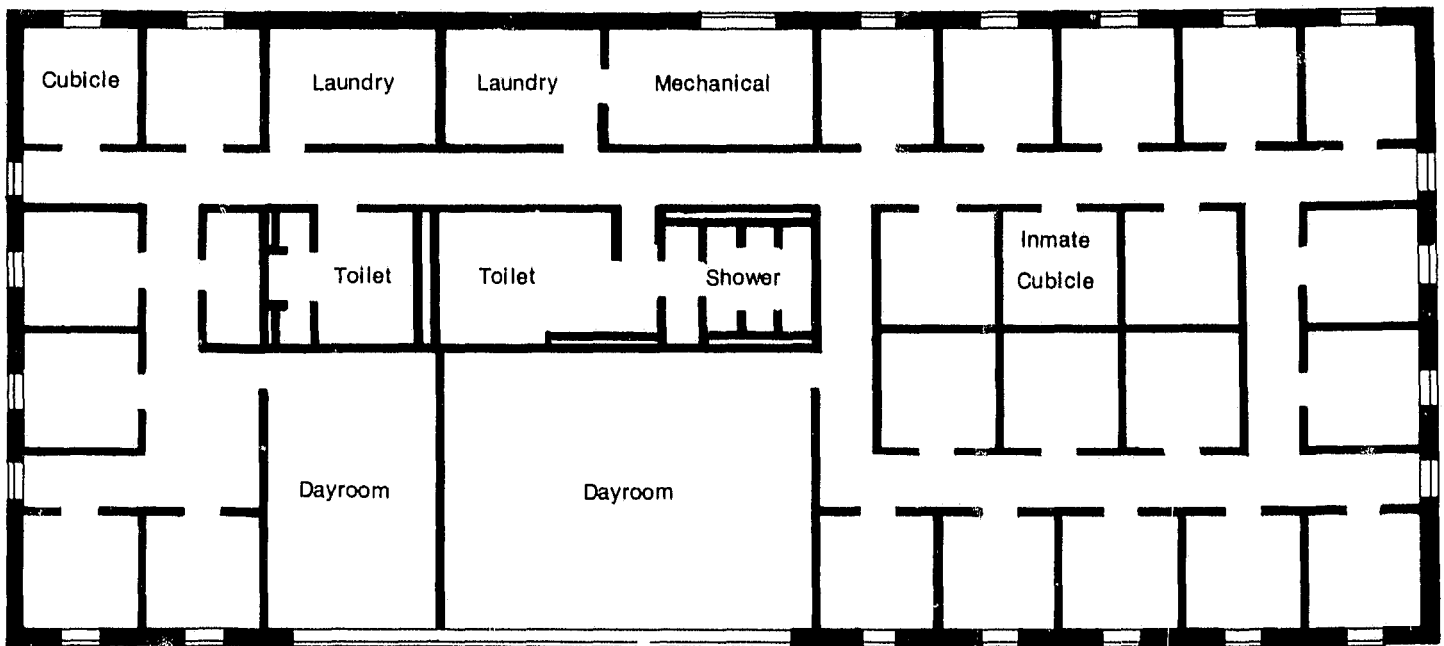 Cubicle
Laundry
Laundry
Mechanical
Inmate
Cubicle
Toilet
Toilet
Shower
Dayroom
Dayroom